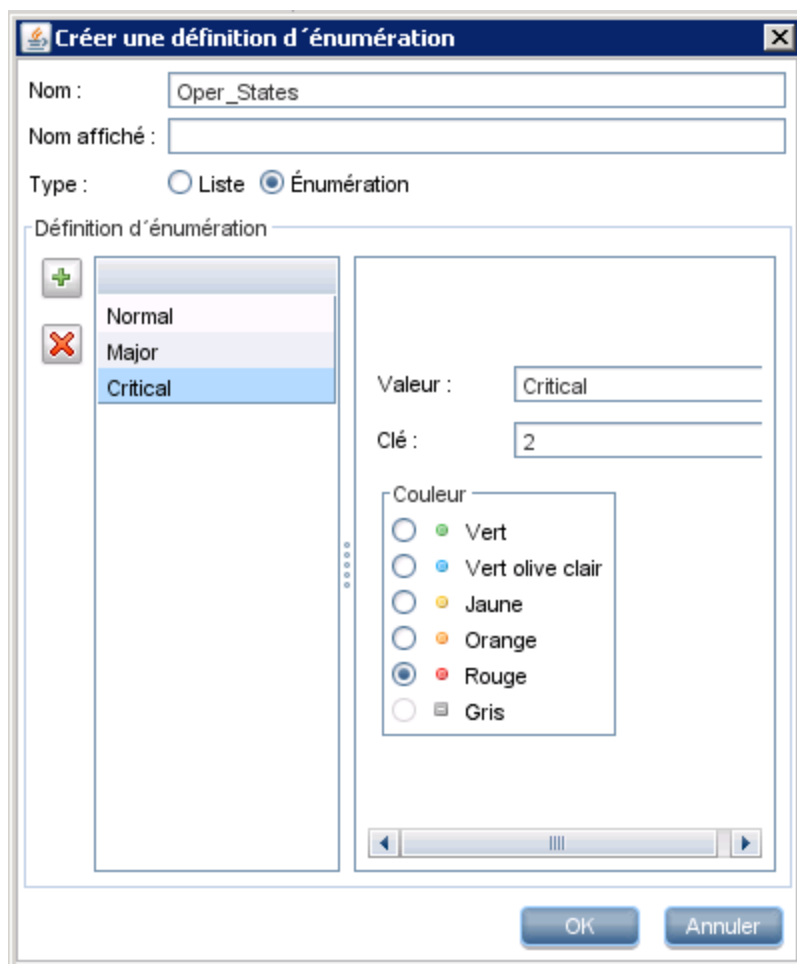 Créer une définition d´énumération
Nom : Oper_States
Nom affiché :
Type : Liste Énumération
Définition d´énumération
Normal
Major
Critical
Valeur : Critical
Clé : 2
Couleur
Vert
Vert olive clair
Jaune
Orange
Rouge
Gris
OK Annuler